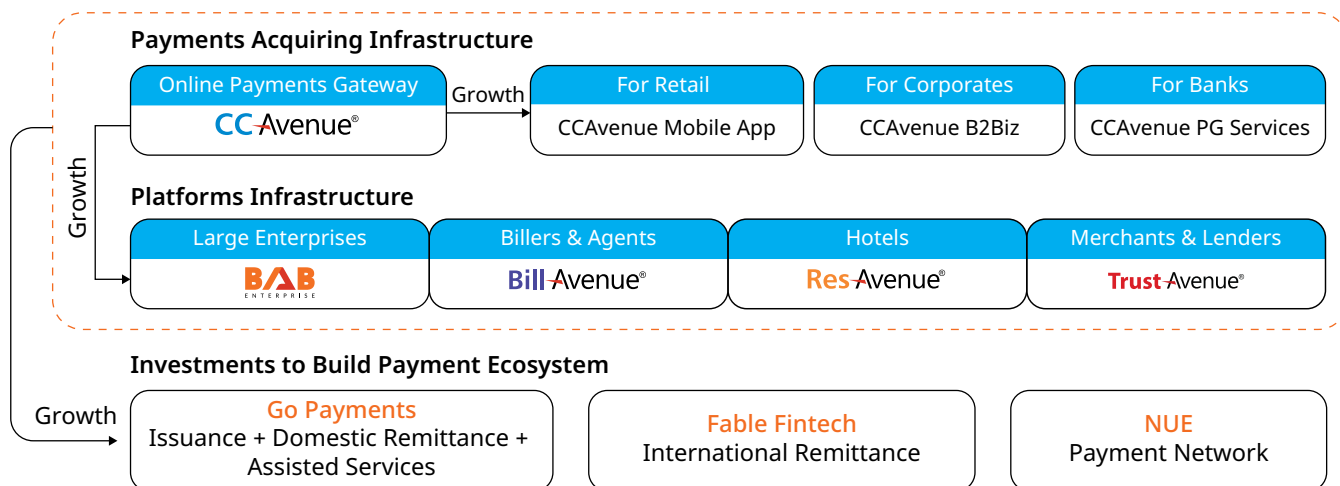 Payments Acquiring Infrastructure
Online Payments Gateway
CCAvenue®
Growth
For Retail
CCAvenue Mobile App
For Corporates
CCAvenue B2Biz
For Banks
CCAvenue PG Services
Growth
Platforms Infrastructure
Large Enterprises
BAB
ENTERPRISE
Billers & Agents
BillAvenue®
Hotels
ResAvenue®
Merchants & Lenders
TrustAvenue®
Investments to Build Payment Ecosystem
Growth
Go Payments
Issuance + Domestic Remittance +
Assisted Services
Fable Fintech
International Remittance
NUE
Payment Network